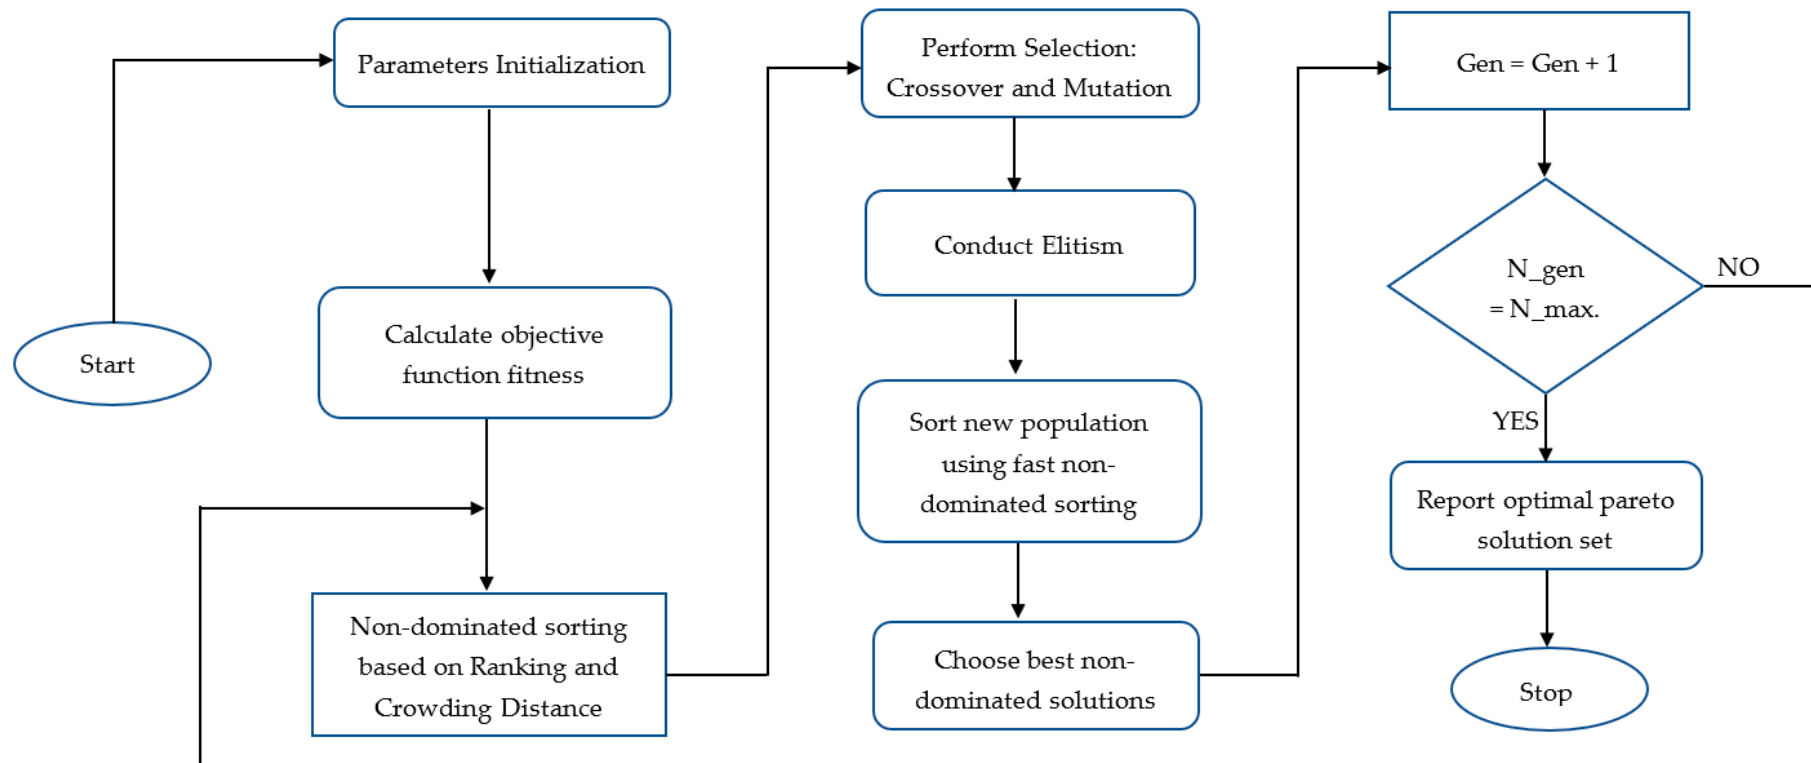 Start
Parameters Initialization
Calculate objective
function fitness
Non-dominated sorting
based on Ranking and
Crowding Distance
Perform Selection:
Crossover and Mutation
Conduct Elitism
Sort new population
using fast non-
dominated sorting
Choose best non-
dominated solutions
Gen = Gen + 1
N_gen
= N_max.
NO
YES
Report optimal pareto
solution set
Stop